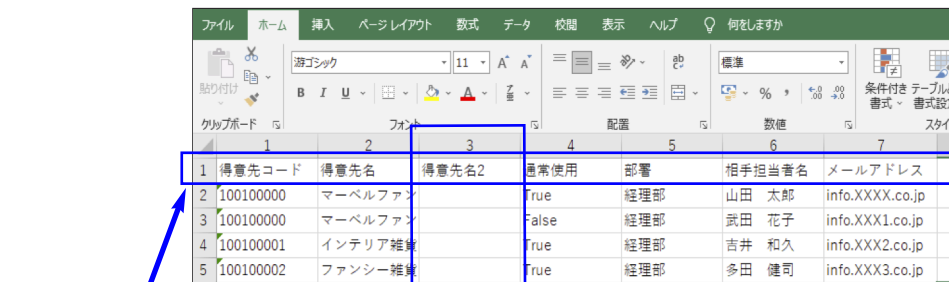 ファイル ホーム 挿入 ページ レイアウト 数式 データ 校閲 表示 ヘルプ 何をしますか
游ゴシック 11 A A ab 標準
貼り付け B I U A % 条件付き テーブル
書式 書式設
クリップボード フォント 配置 数値 スタイ
1 2 3 4 5 6 7
1 得意先コード 得意先名 得意先名2 通常使用 部署 相手担当者名 メールアドレス
2 100100000 マーベルファン True 経理部 山田 太郎 info.XXXX.co.jp
3 100100000 マーベルファン False 経理部 武田 花子 info.XXX1.co.jp
4 100100001 インテリア雑貨 True 経理部 吉井 和久 info.XXX2.co.jp
5 100100002 ファンシー雑貨 True 経理部 多田 健司 info.XXX3.co.jp